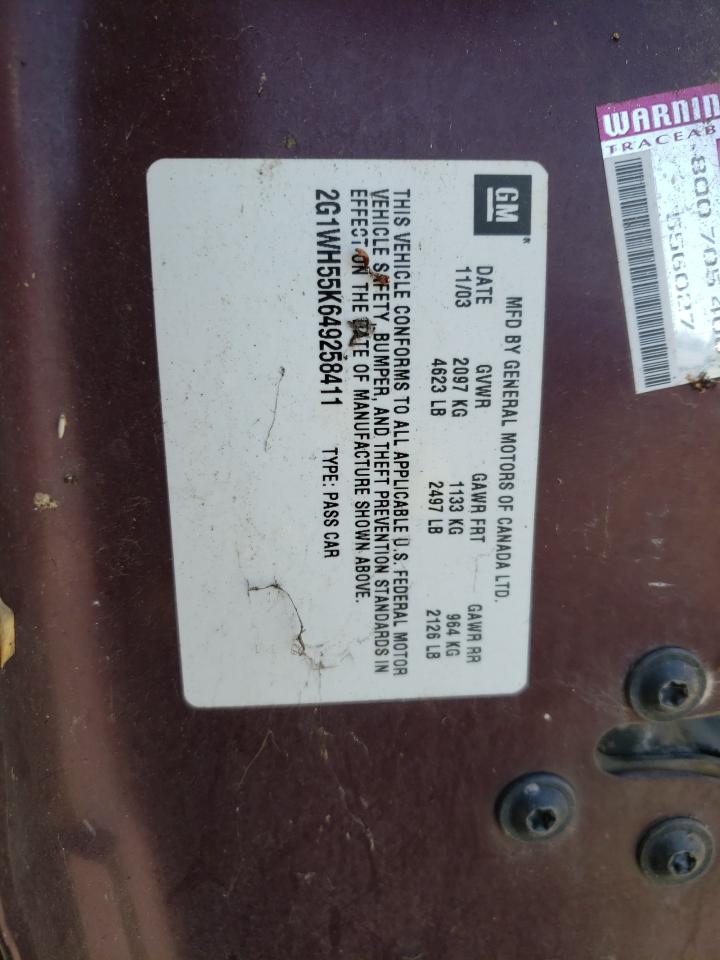 GM®
MFD BY GENERAL MOTORS OF CANADA LTD.
DATE GVWR GAWR FRT GAWR RR
11/03 2097 KG 1133 KG 964 KG
4623 LB 2497 LB 2126 LB
THIS VEHICLE CONFORMS TO ALL APPLICABLE U.S. FEDERAL MOTOR
VEHICLE SAFETY, BUMPER, AND THEFT PREVENTION STANDARDS IN
EFFECT ON THE DATE OF MANUFACTURE SHOWN ABOVE.
2G1WH55K649258411 TYPE: PASS CAR
WARNIN
TRACEAB
800 705
556027